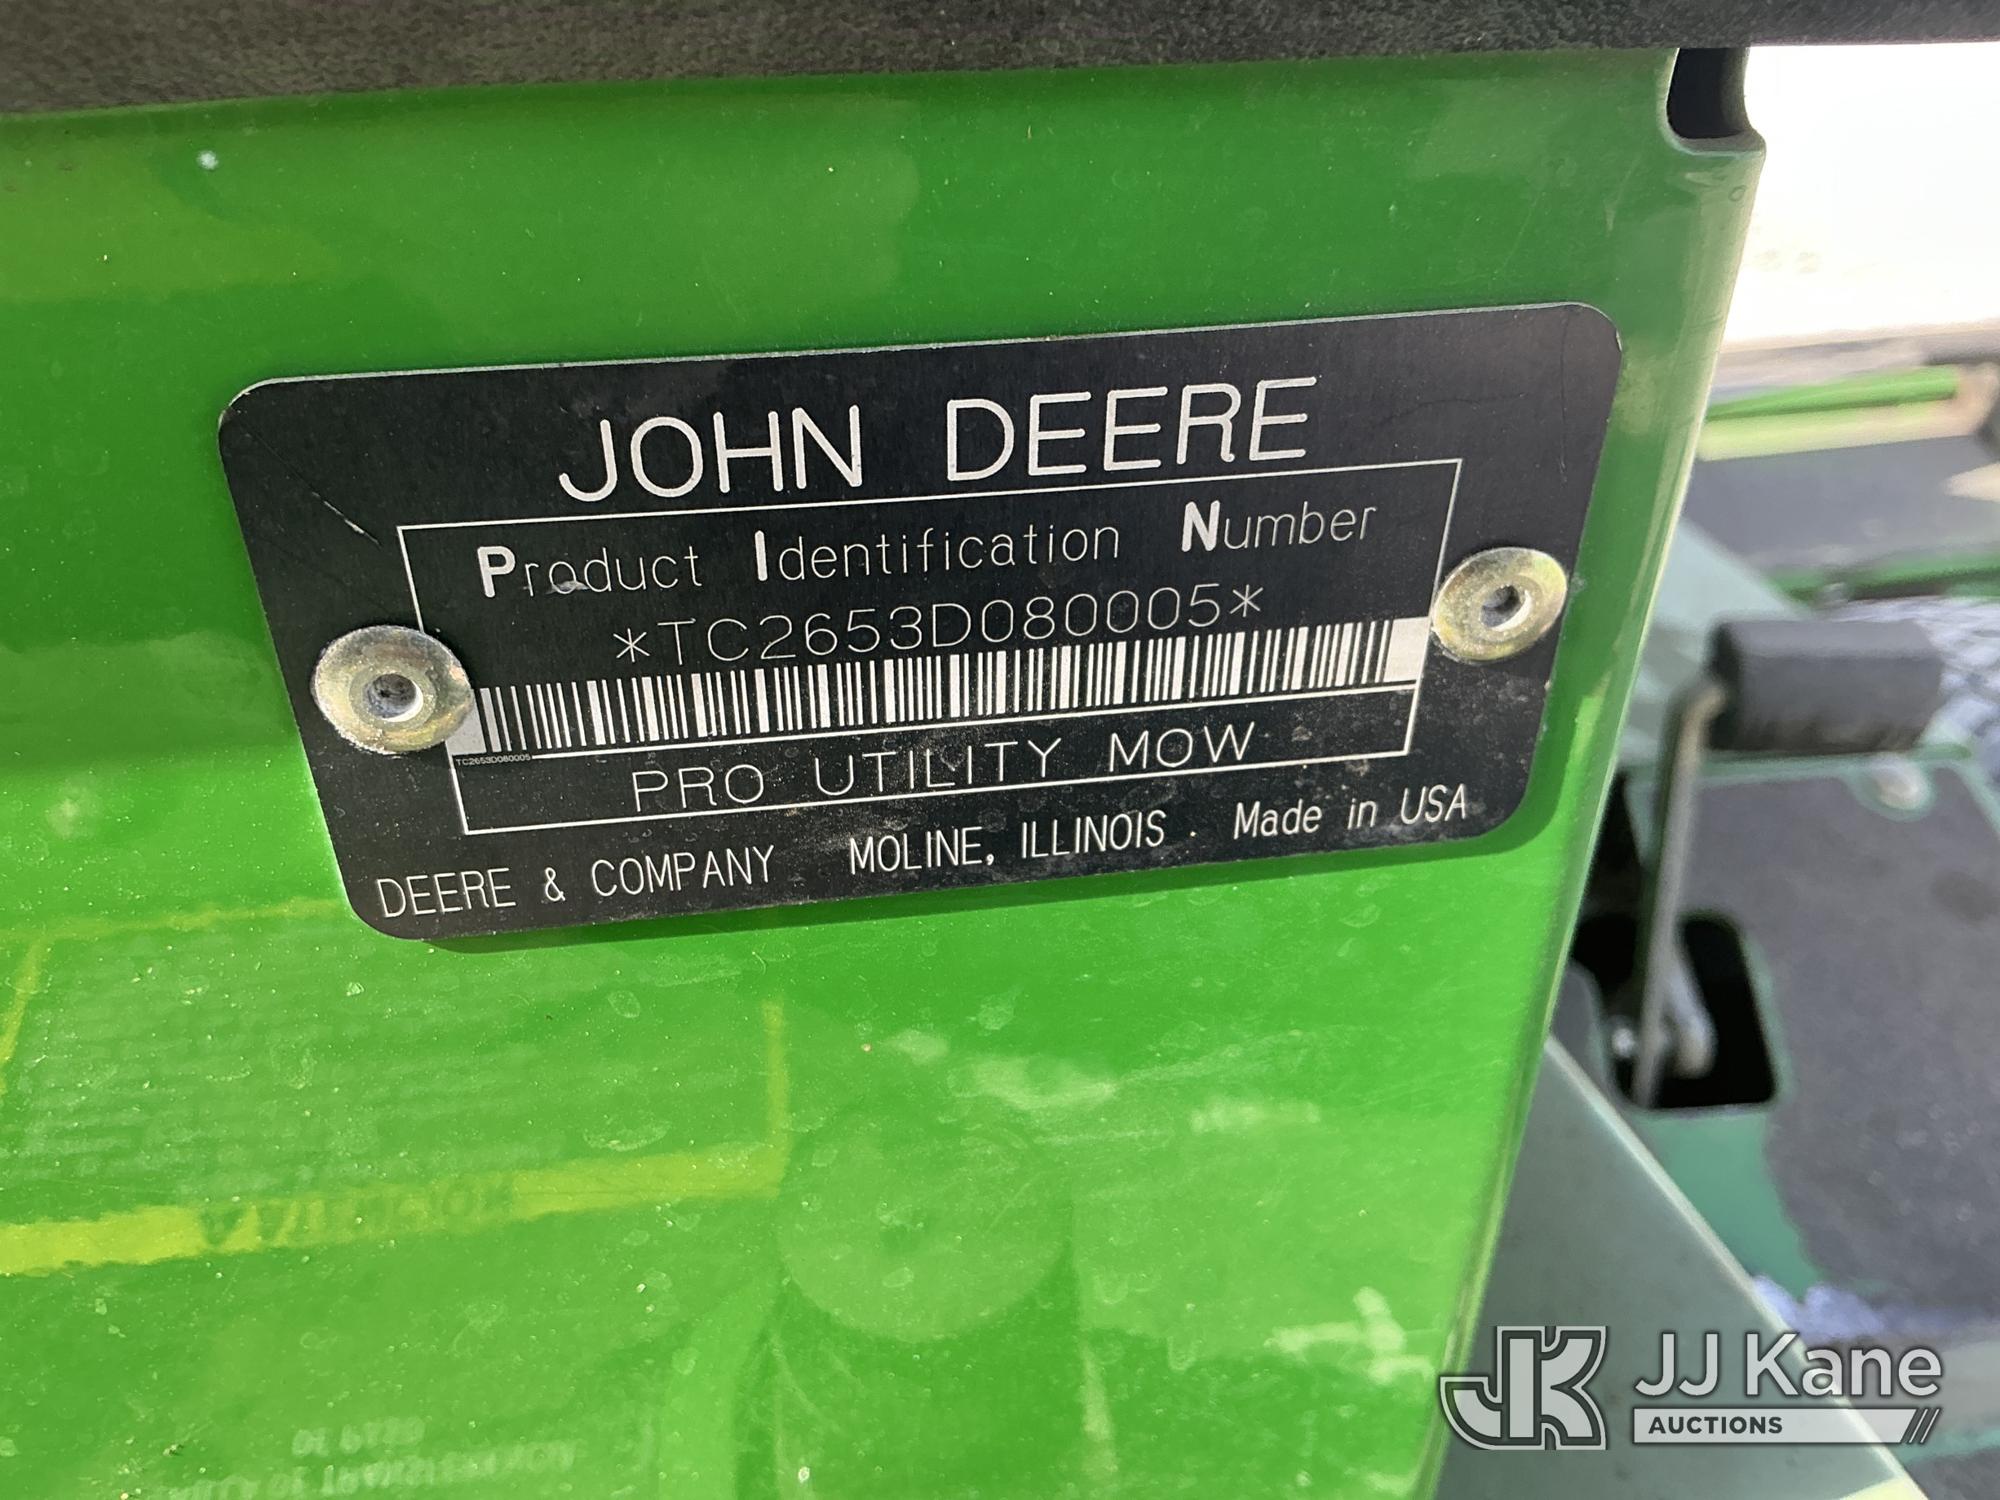 JOHN DEERE
Product Identification Number
*TC2653D080005*
TC2653D080005
PRO UTILITY MOW
DEERE & COMPANY MOLINE, ILLINOIS Made in USA
JK JJ Kane
AUCTIONS